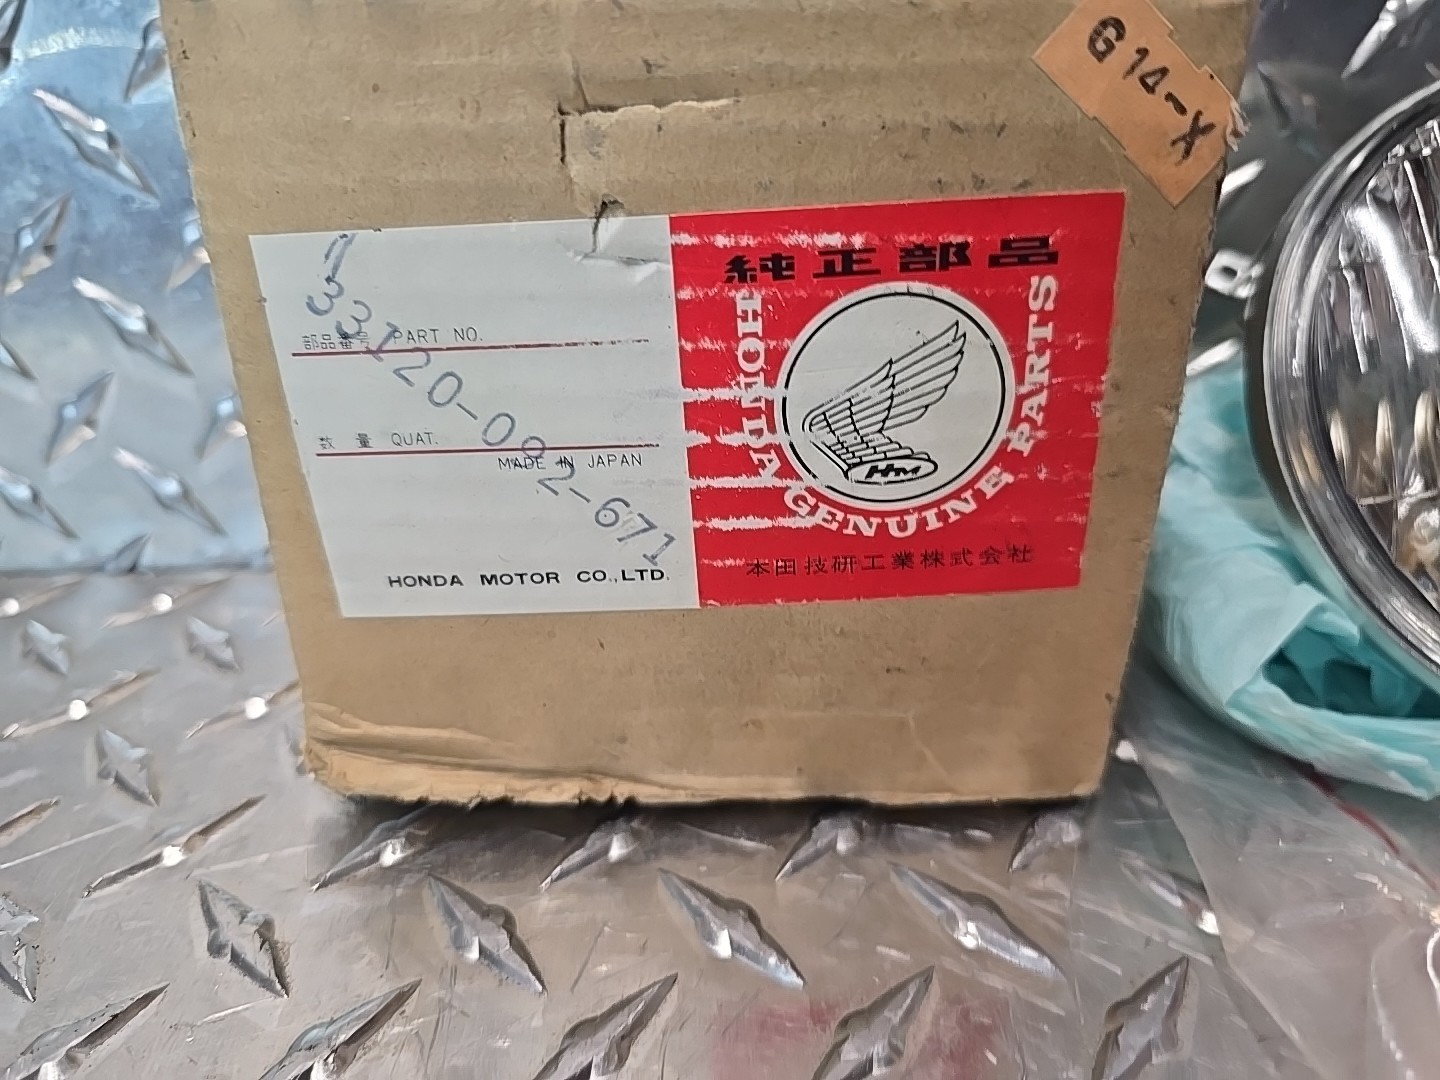 G14-X
純正部品
HONDA GENUINE PARTS
HM
本田技研工業株式会社
部品番号 PART NO.
33120-092-671
数量 QUAT.
MADE IN JAPAN
HONDA MOTOR CO.,LTD.